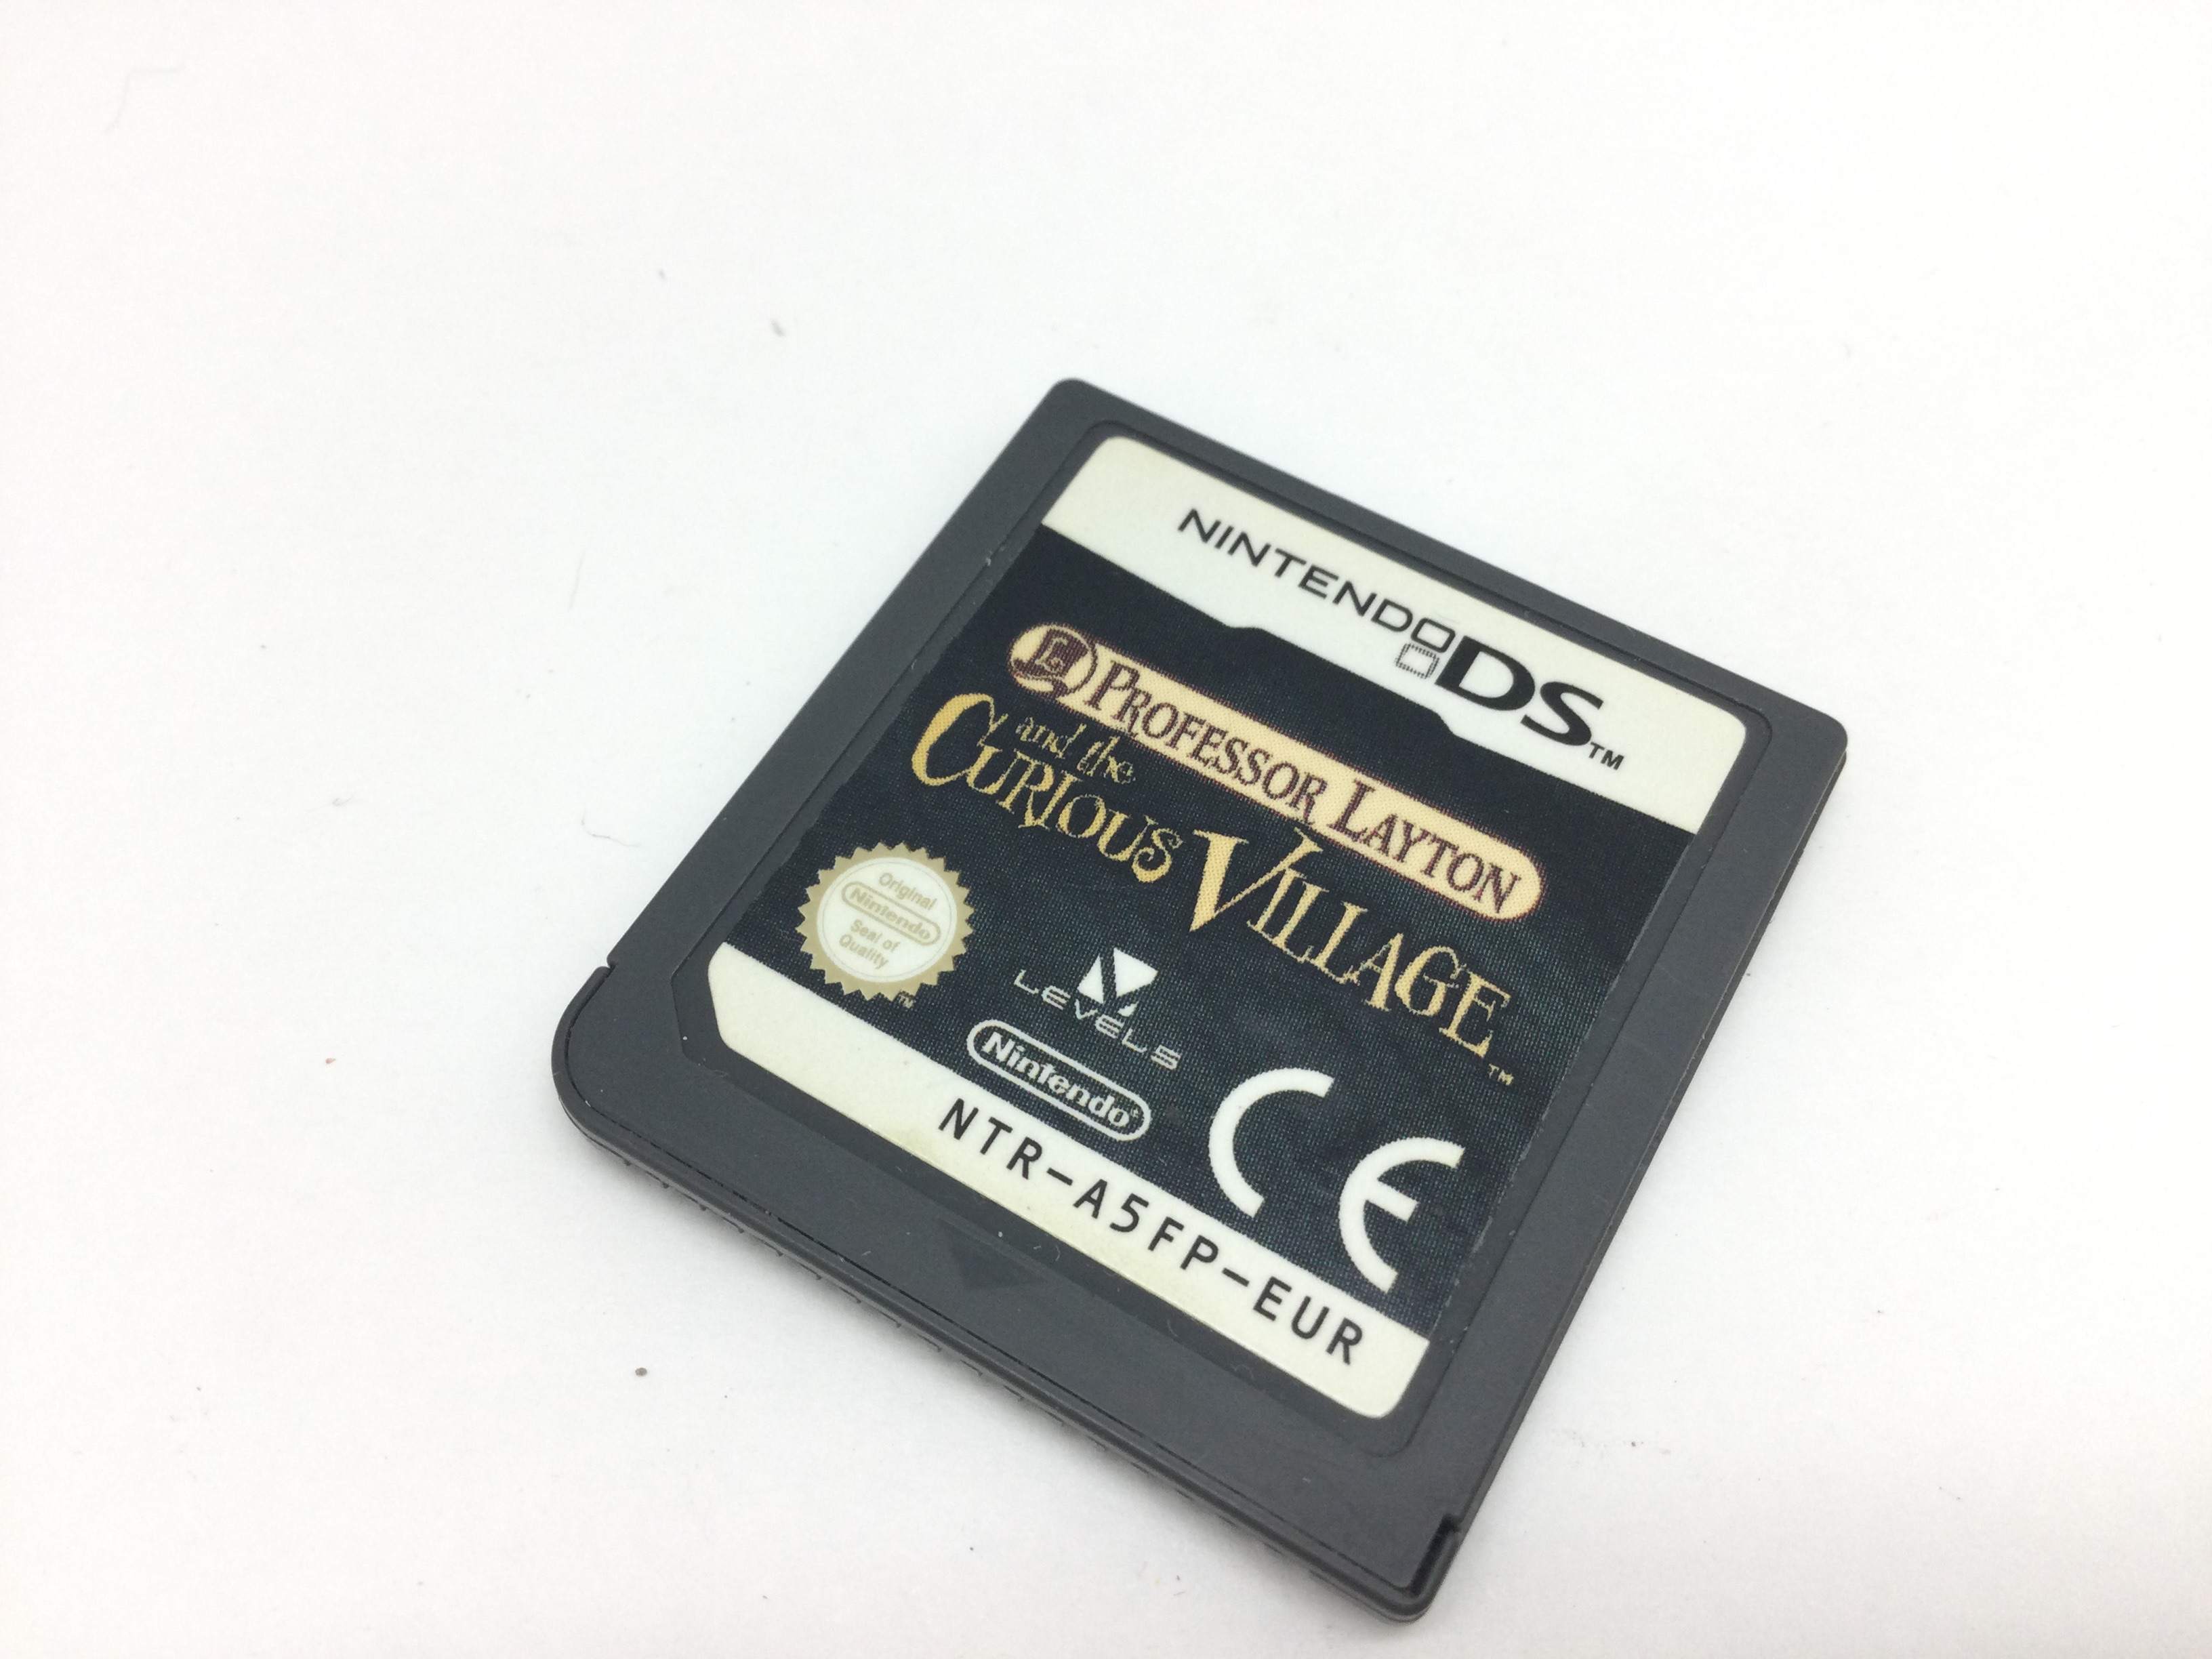 NINTENDO DS™
L PROFESSOR LAYTON
and the
CURIOUS VILLAGE™
Original
Nintendo
Seal of
Quality
™
LEVEL5
Nintendo®
CE
NTR-A5FP-EUR